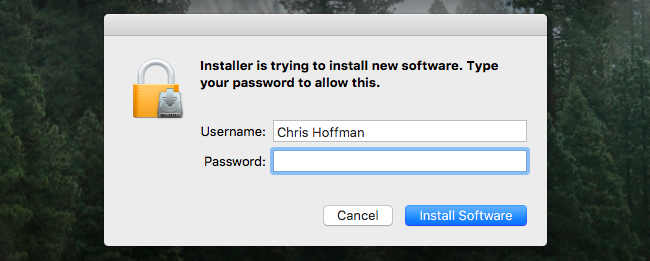 Installer is trying to install new software. Type
your password to allow this.
Username: Chris Hoffman
Password:
Cancel Install Software